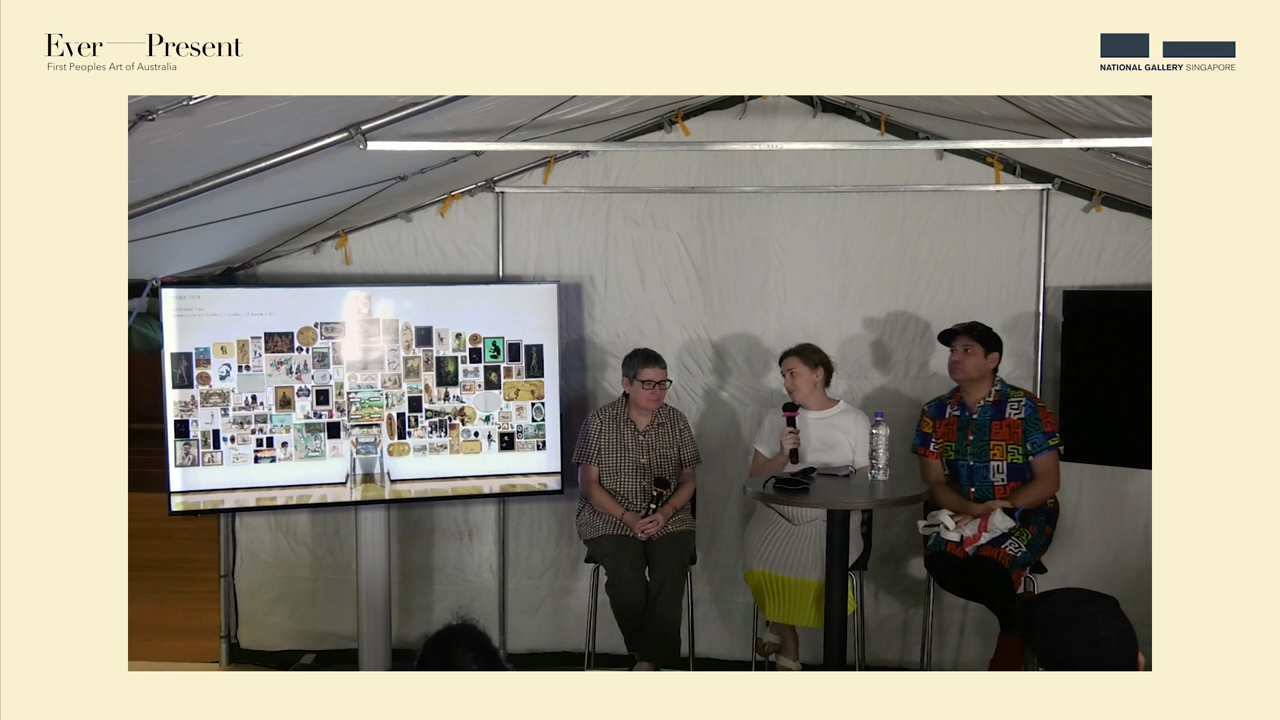 Ever — Present
First Peoples Art of Australia
NATIONAL GALLERY SINGAPORE